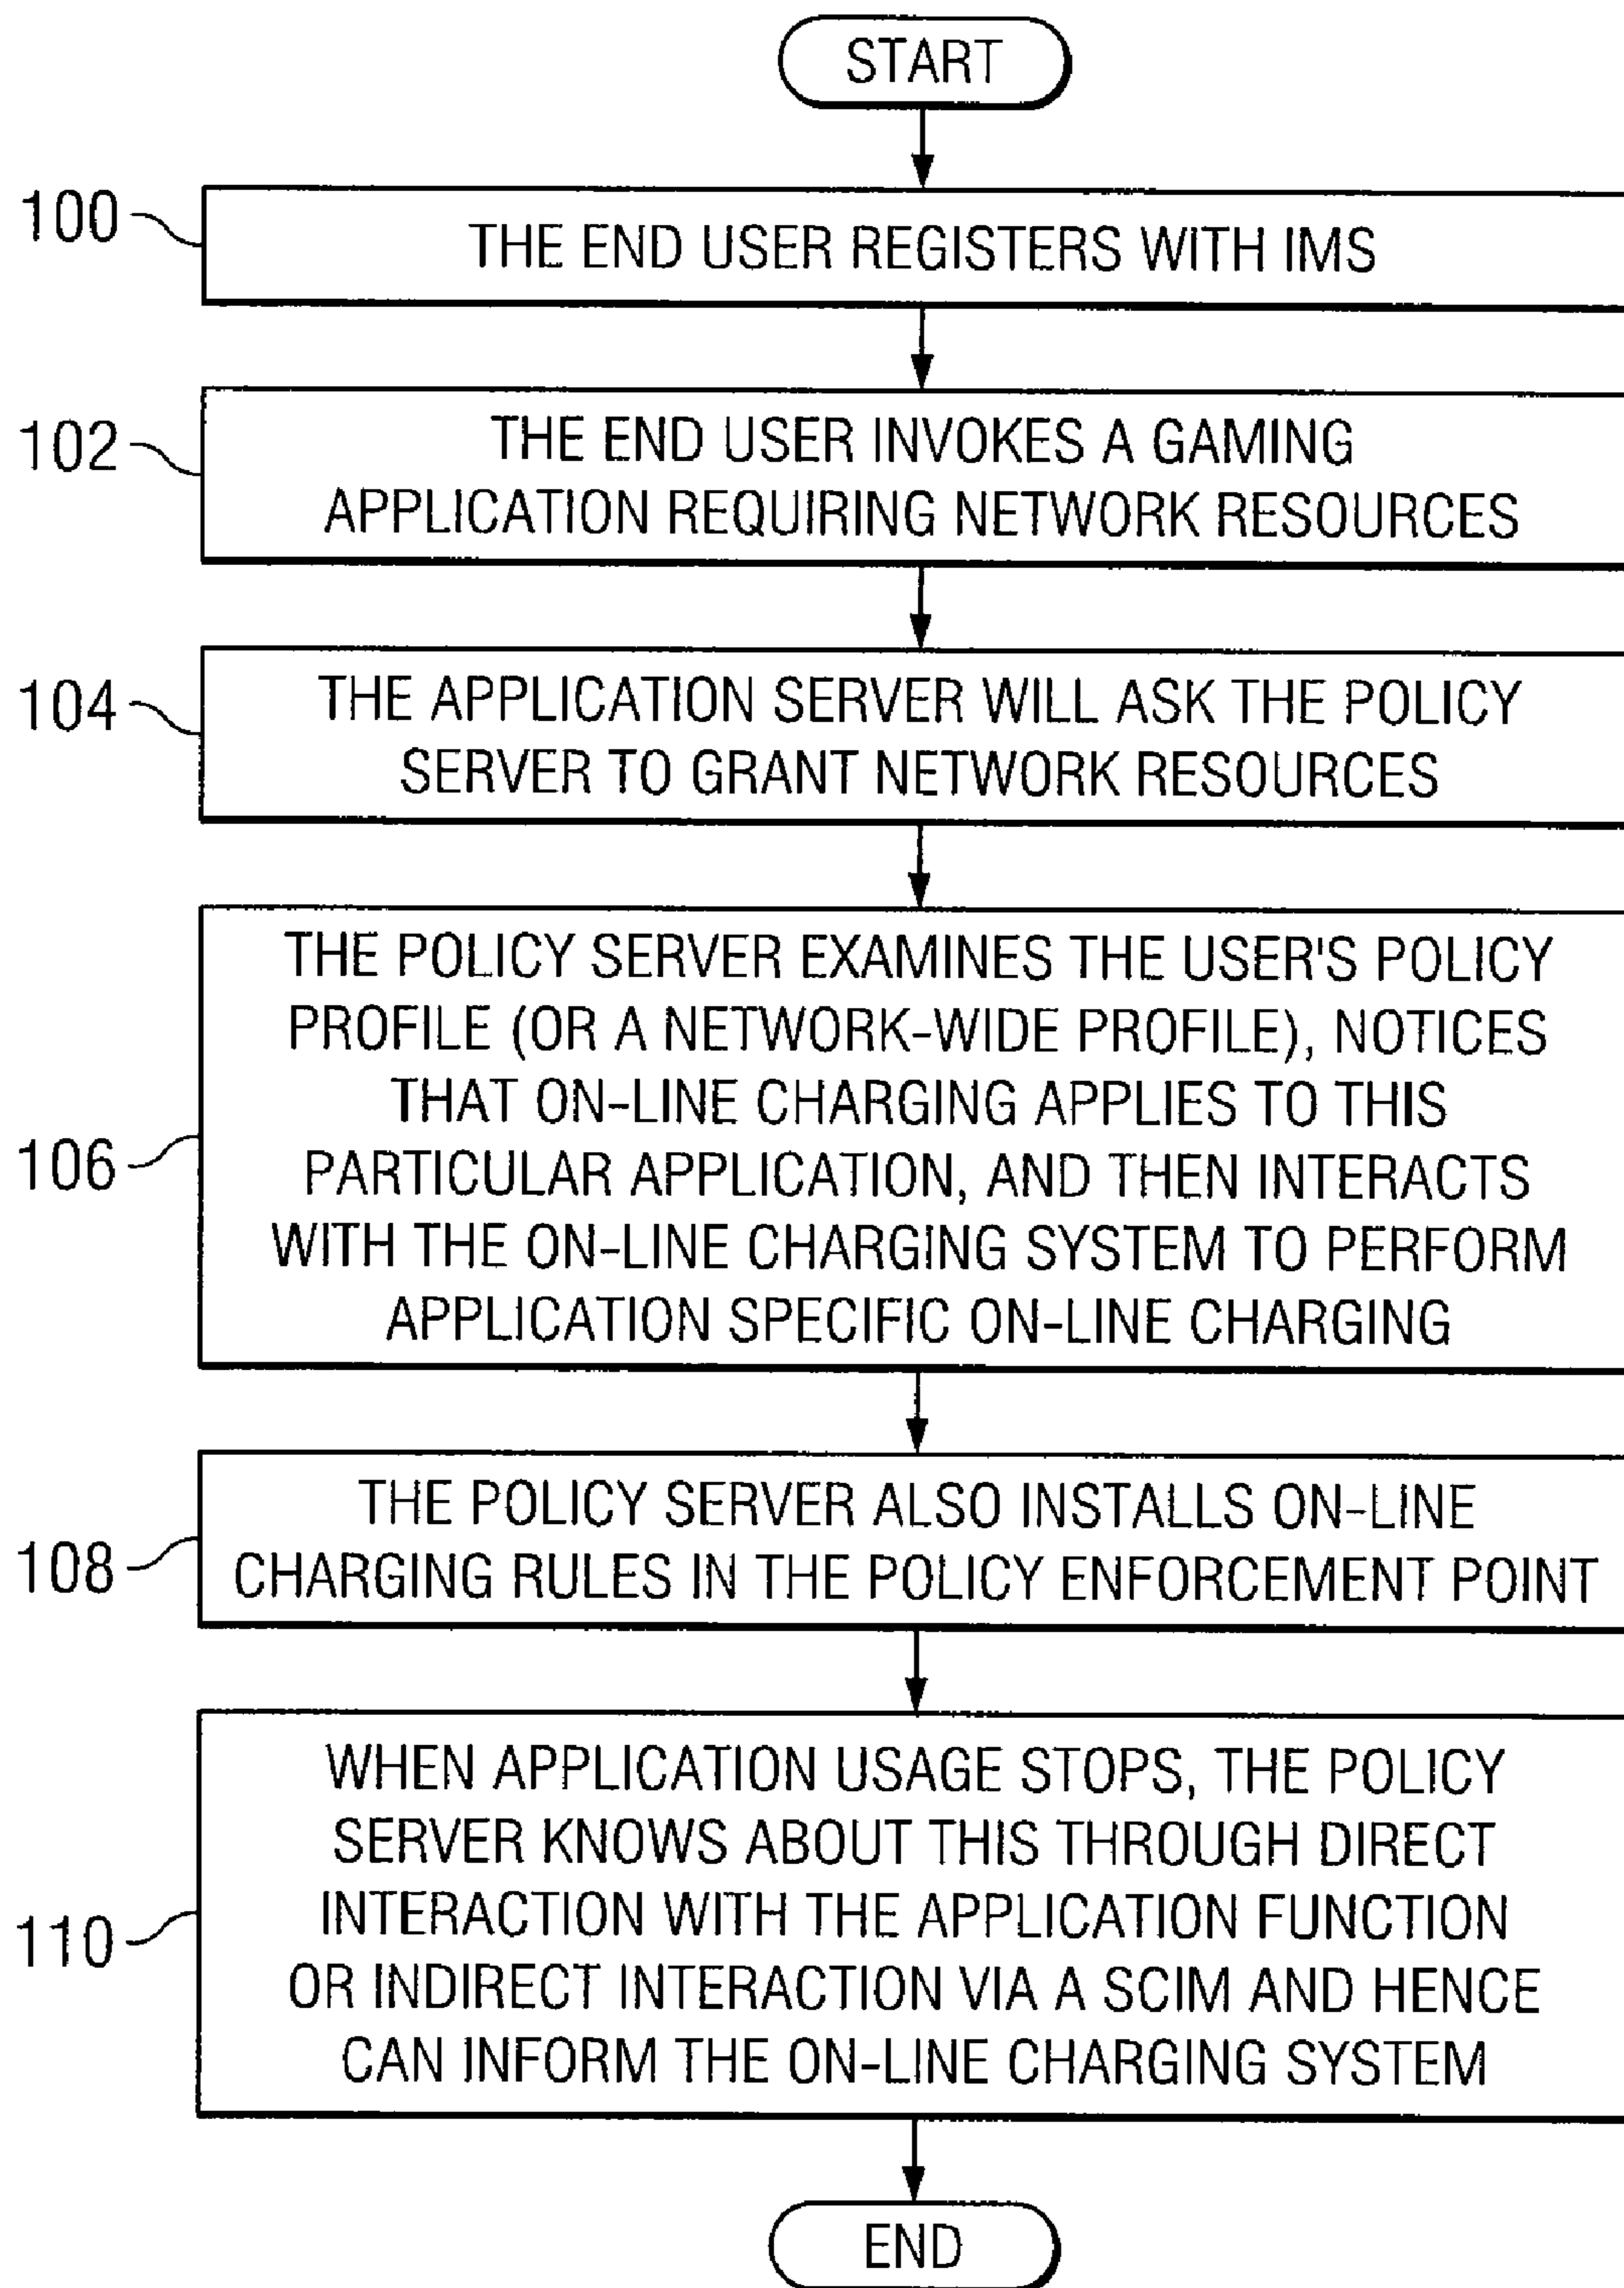 START
100
THE END USER REGISTERS WITH IMS
102
THE END USER INVOKES A GAMING
APPLICATION REQUIRING NETWORK RESOURCES
104
THE APPLICATION SERVER WILL ASK THE POLICY
SERVER TO GRANT NETWORK RESOURCES
106
THE POLICY SERVER EXAMINES THE USER'S POLICY
PROFILE (OR A NETWORK-WIDE PROFILE), NOTICES
THAT ON-LINE CHARGING APPLIES TO THIS
PARTICULAR APPLICATION, AND THEN INTERACTS
WITH THE ON-LINE CHARGING SYSTEM TO PERFORM
APPLICATION SPECIFIC ON-LINE CHARGING
108
THE POLICY SERVER ALSO INSTALLS ON-LINE
CHARGING RULES IN THE POLICY ENFORCEMENT POINT
110
WHEN APPLICATION USAGE STOPS, THE POLICY
SERVER KNOWS ABOUT THIS THROUGH DIRECT
INTERACTION WITH THE APPLICATION FUNCTION
OR INDIRECT INTERACTION VIA A SCIM AND HENCE
CAN INFORM THE ON-LINE CHARGING SYSTEM
END